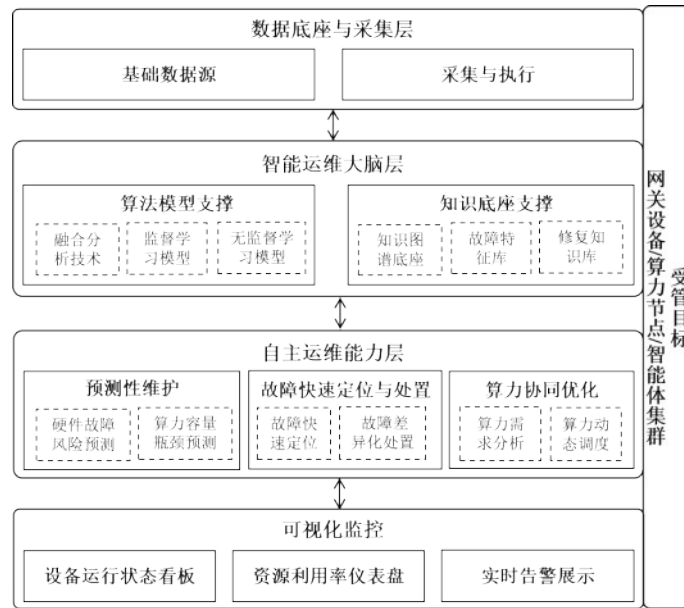 数据底座与采集层
基础数据源
采集与执行
智能运维大脑层
算法模型支撑
融合分
析技术
监督学
习模型
无监督学
习模型
知识底座支撑
知识图
谱底座
故障特
征库
修复知
识库
自主运维能力层
预测性维护
硬件故障
风险预测
算力容量
瓶颈预测
故障快速定位与处置
故障快
速定位
故障差
异化处置
算力协同优化
算力需
求分析
算力动
态调度
可视化监控
设备运行状态看板
资源利用率仪表盘
实时告警展示
受管目标
网关设备/算力节点/智能体集群